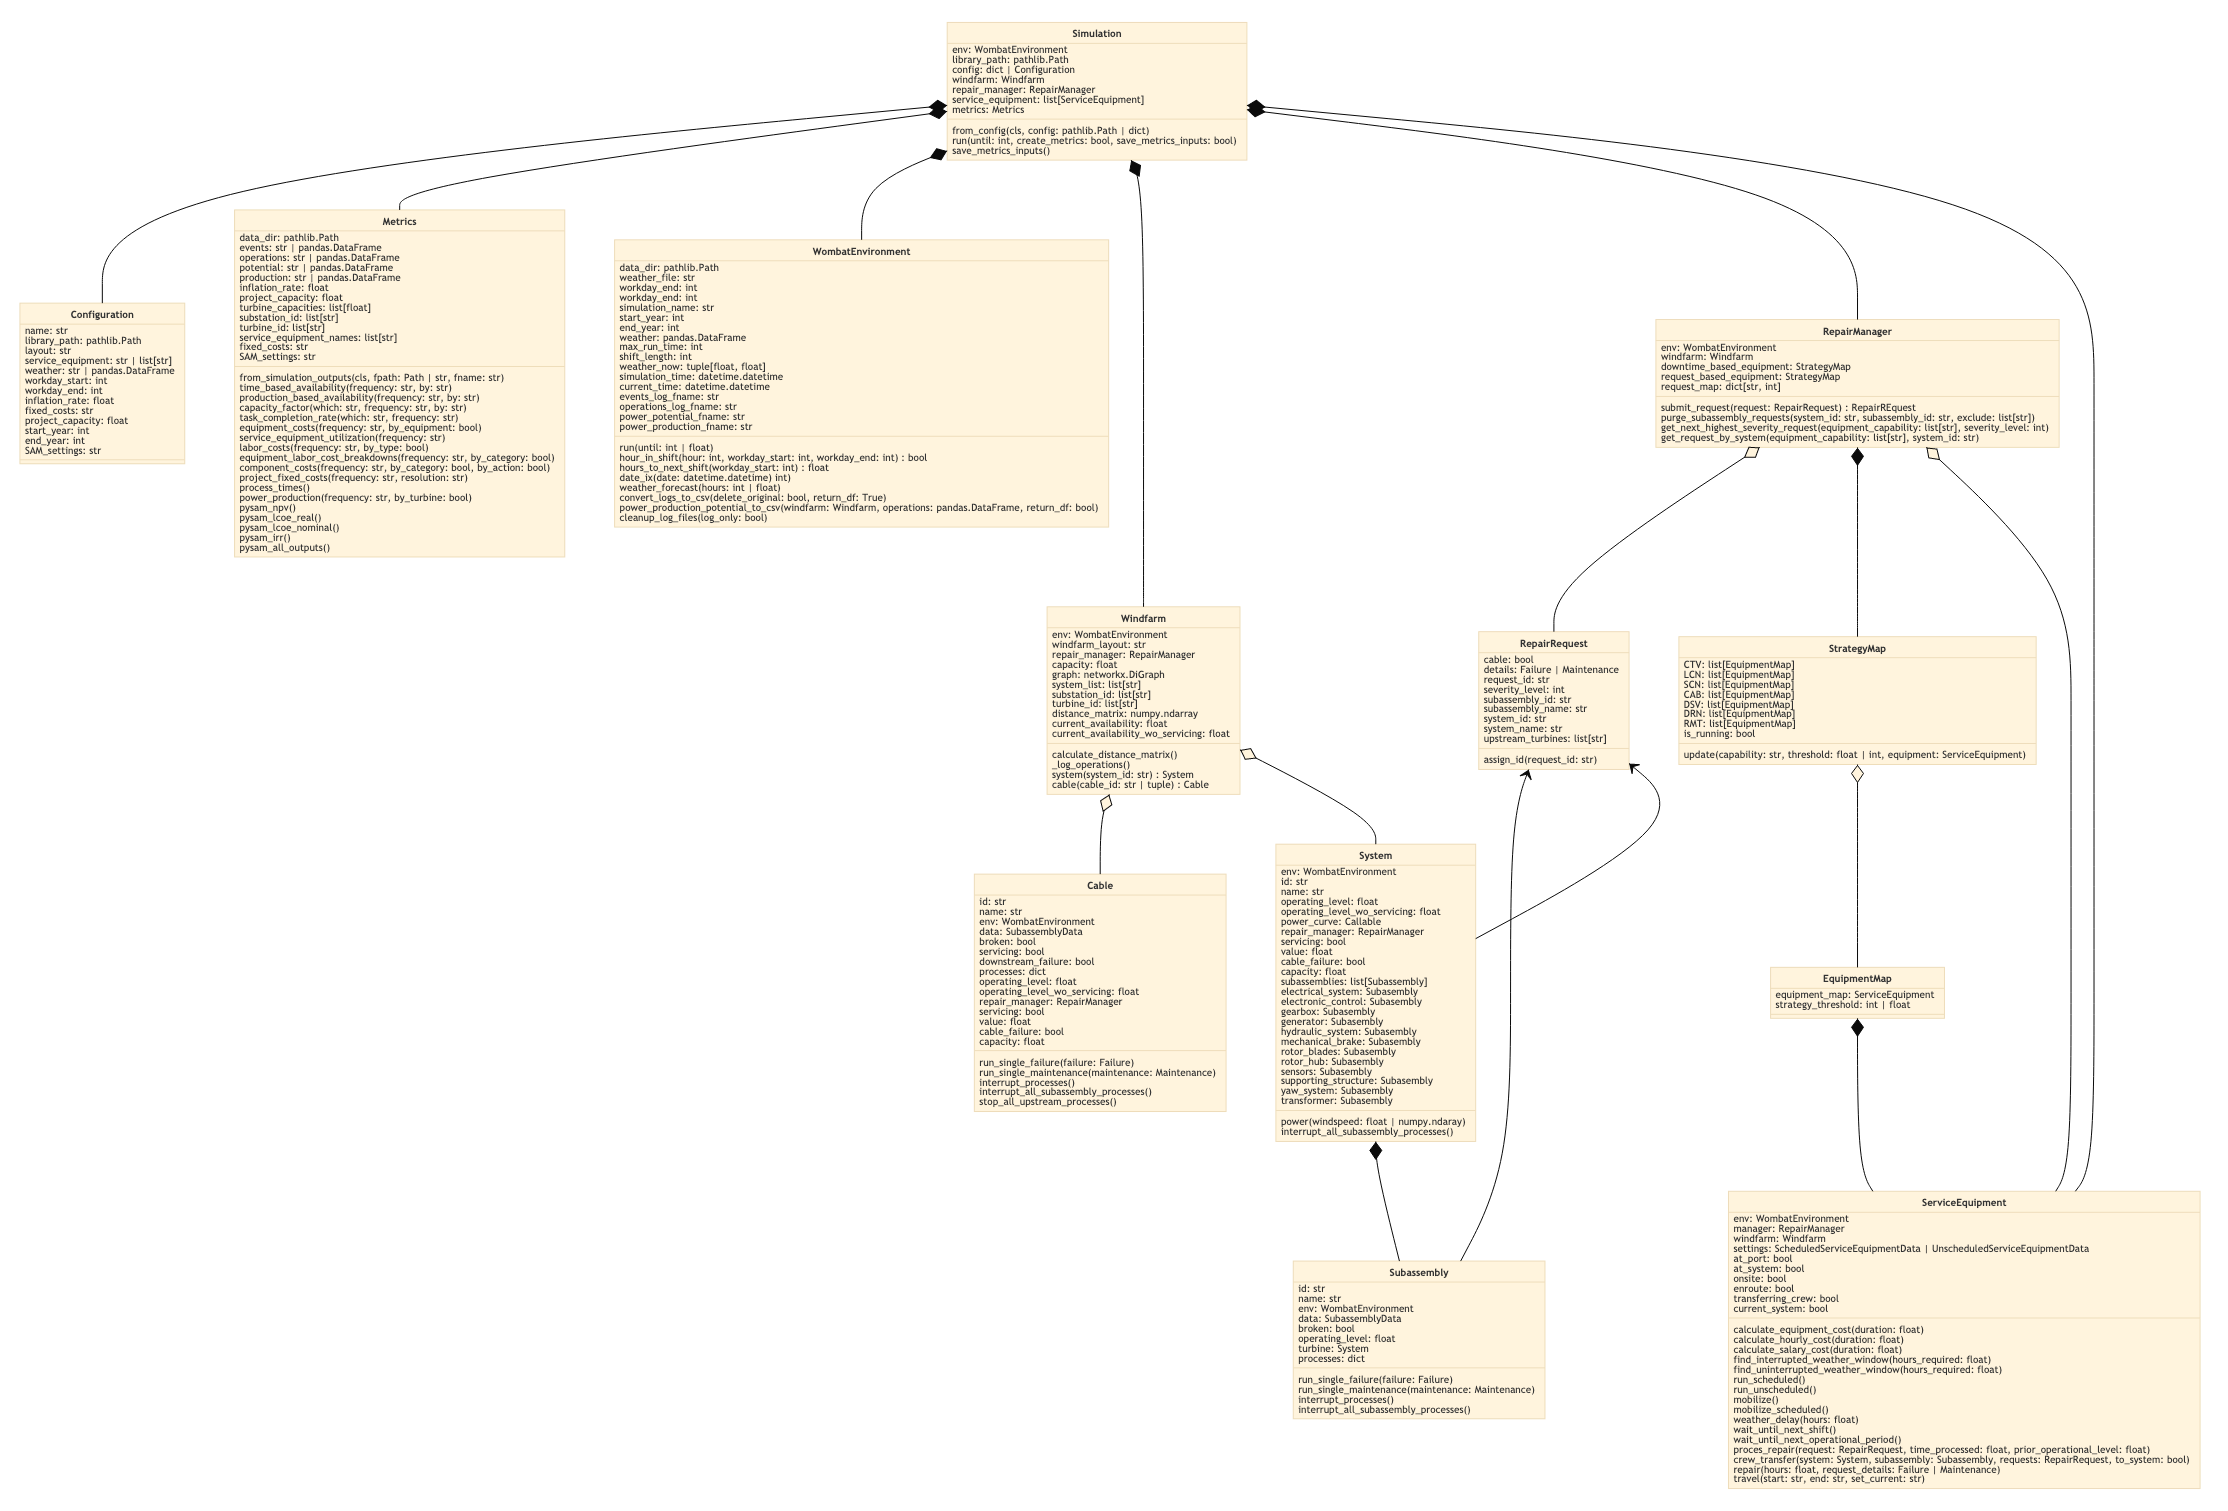 Simulation
env: WombatEnvironment
library_path: pathlib.Path
config: dict | Configuration
windfarm: Windfarm
repair_manager: RepairManager
service_equipment: list[ServiceEquipment]
metrics: Metrics
from_config(cls, config: pathlib.Path | dict)
run(until: int, create_metrics: bool, save_metrics_inputs: bool)
save_metrics_inputs()
Configuration
name: str
library_path: pathlib.Path
layout: str
service_equipment: str | list[str]
weather: str | pandas.DataFrame
workday_start: int
workday_end: int
inflation_rate: float
fixed_costs: str
project_capacity: float
start_year: int
end_year: int
SAM_settings: str
Metrics
data_dir: pathlib.Path
events: str | pandas.DataFrame
operations: str | pandas.DataFrame
potential: str | pandas.DataFrame
production: str | pandas.DataFrame
inflation_rate: float
project_capacity: float
turbine_capacities: list[float]
substation_id: list[str]
turbine_id: list[str]
service_equipment_names: list[str]
fixed_costs: str
SAM_settings: str
from_simulation_outputs(cls, fpath: Path | str, fname: str)
time_based_availability(frequency: str, by: str)
production_based_availability(frequency: str, by: str)
capacity_factor(which: str, frequency: str, by: str)
task_completion_rate(which: str, frequency: str)
equipment_costs(frequency: str, by_equipment: bool)
service_equipment_utilization(frequency: str)
labor_costs(frequency: str, by_type: bool)
equipment_labor_cost_breakdowns(frequency: str, by_category: bool)
component_costs(frequency: str, by_category: bool, by_action: bool)
project_fixed_costs(frequency: str, resolution: str)
process_times()
power_production(frequency: str, by_turbine: bool)
pysam_npv()
pysam_lcoe_real()
pysam_lcoe_nominal()
pysam_irr()
pysam_all_outputs()
WombatEnvironment
data_dir: pathlib.Path
weather_file: str
workday_end: int
workday_end: int
simulation_name: str
start_year: int
end_year: int
weather: pandas.DataFrame
max_run_time: int
shift_length: int
weather_now: tuple[float, float]
simulation_time: datetime.datetime
current_time: datetime.datetime
events_log_fname: str
operations_log_fname: str
power_potential_fname: str
power_production_fname: str
run(until: int | float)
hour_in_shift(hour: int, workday_start: int, workday_end: int) : bool
hours_to_next_shift(workday_start: int) : float
date_ix(date: datetime.datetime) int)
weather_forecast(hours: int | float)
convert_logs_to_csv(delete_original: bool, return_df: True)
power_production_potential_to_csv(windfarm: Windfarm, operations: pandas.DataFrame, return_df: bool)
cleanup_log_files(log_only: bool)
RepairManager
env: WombatEnvironment
windfarm: Windfarm
downtime_based_equipment: StrategyMap
request_based_equipment: StrategyMap
request_map: dict[str, int]
submit_request(request: RepairRequest) : RepairREquest
purge_subassembly_requests(system_id: str, subassembly_id: str, exclude: list[str])
get_next_highest_severity_request(equipment_capability: list[str], severity_level: int)
get_request_by_system(equipment_capability: list[str], system_id: str)
Windfarm
env: WombatEnvironment
windfarm_layout: str
repair_manager: RepairManager
capacity: float
graph: networkx.DiGraph
system_list: list[str]
substation_id: list[str]
turbine_id: list[str]
distance_matrix: numpy.ndarray
current_availability: float
current_availability_wo_servicing: float
calculate_distance_matrix()
_log_operations()
system(system_id: str) : System
cable(cable_id: str | tuple) : Cable
RepairRequest
cable: bool
details: Failure | Maintenance
request_id: str
severity_level: int
subassembly_id: str
subassembly_name: str
system_id: str
system_name: str
upstream_turbines: list[str]
assign_id(request_id: str)
StrategyMap
CTV: list[EquipmentMap]
LCN: list[EquipmentMap]
SCN: list[EquipmentMap]
CAB: list[EquipmentMap]
DSV: list[EquipmentMap]
DRN: list[EquipmentMap]
RMT: list[EquipmentMap]
is_running: bool
update(capability: str, threshold: float | int, equipment: ServiceEquipment)
Cable
id: str
name: str
env: WombatEnvironment
data: SubassemblyData
broken: bool
servicing: bool
downstream_failure: bool
processes: dict
operating_level: float
operating_level_wo_servicing: float
repair_manager: RepairManager
servicing: bool
value: float
cable_failure: bool
capacity: float
run_single_failure(failure: Failure)
run_single_maintenance(maintenance: Maintenance)
interrupt_processes()
interrupt_all_subassembly_processes()
stop_all_upstream_processes()
System
env: WombatEnvironment
id: str
name: str
operating_level: float
operating_level_wo_servicing: float
power_curve: Callable
repair_manager: RepairManager
servicing: bool
value: float
cable_failure: bool
capacity: float
subassemblies: list[Subassembly]
electrical_system: Subasembly
electronic_control: Subasembly
gearbox: Subasembly
generator: Subasembly
hydraulic_system: Subasembly
mechanical_brake: Subasembly
rotor_blades: Subasembly
rotor_hub: Subasembly
sensors: Subasembly
supporting_structure: Subasembly
yaw_system: Subasembly
transformer: Subasembly
power(windspeed: float | numpy.ndaray)
interrupt_all_subassembly_processes()
EquipmentMap
equipment_map: ServiceEquipment
strategy_threshold: int | float
Subassembly
id: str
name: str
env: WombatEnvironment
data: SubassemblyData
broken: bool
operating_level: float
turbine: System
processes: dict
run_single_failure(failure: Failure)
run_single_maintenance(maintenance: Maintenance)
interrupt_processes()
interrupt_all_subassembly_processes()
ServiceEquipment
env: WombatEnvironment
manager: RepairManager
windfarm: Windfarm
settings: ScheduledServiceEquipmentData | UnscheduledServiceEquipmentData
at_port: bool
at_system: bool
onsite: bool
enroute: bool
transferring_crew: bool
current_system: bool
calculate_equipment_cost(duration: float)
calculate_hourly_cost(duration: float)
calculate_salary_cost(duration: float)
find_interrupted_weather_window(hours_required: float)
find_uninterrupted_weather_window(hours_required: float)
run_scheduled()
run_unscheduled()
mobilize()
mobilize_scheduled()
weather_delay(hours: float)
wait_until_next_shift()
wait_until_next_operational_period()
proces_repair(request: RepairRequest, time_processed: float, prior_operational_level: float)
crew_transfer(system: System, subassembly: Subassembly, requests: RepairRequest, to_system: bool)
repair(hours: float, request_details: Failure | Maintenance)
travel(start: str, end: str, set_current: str)